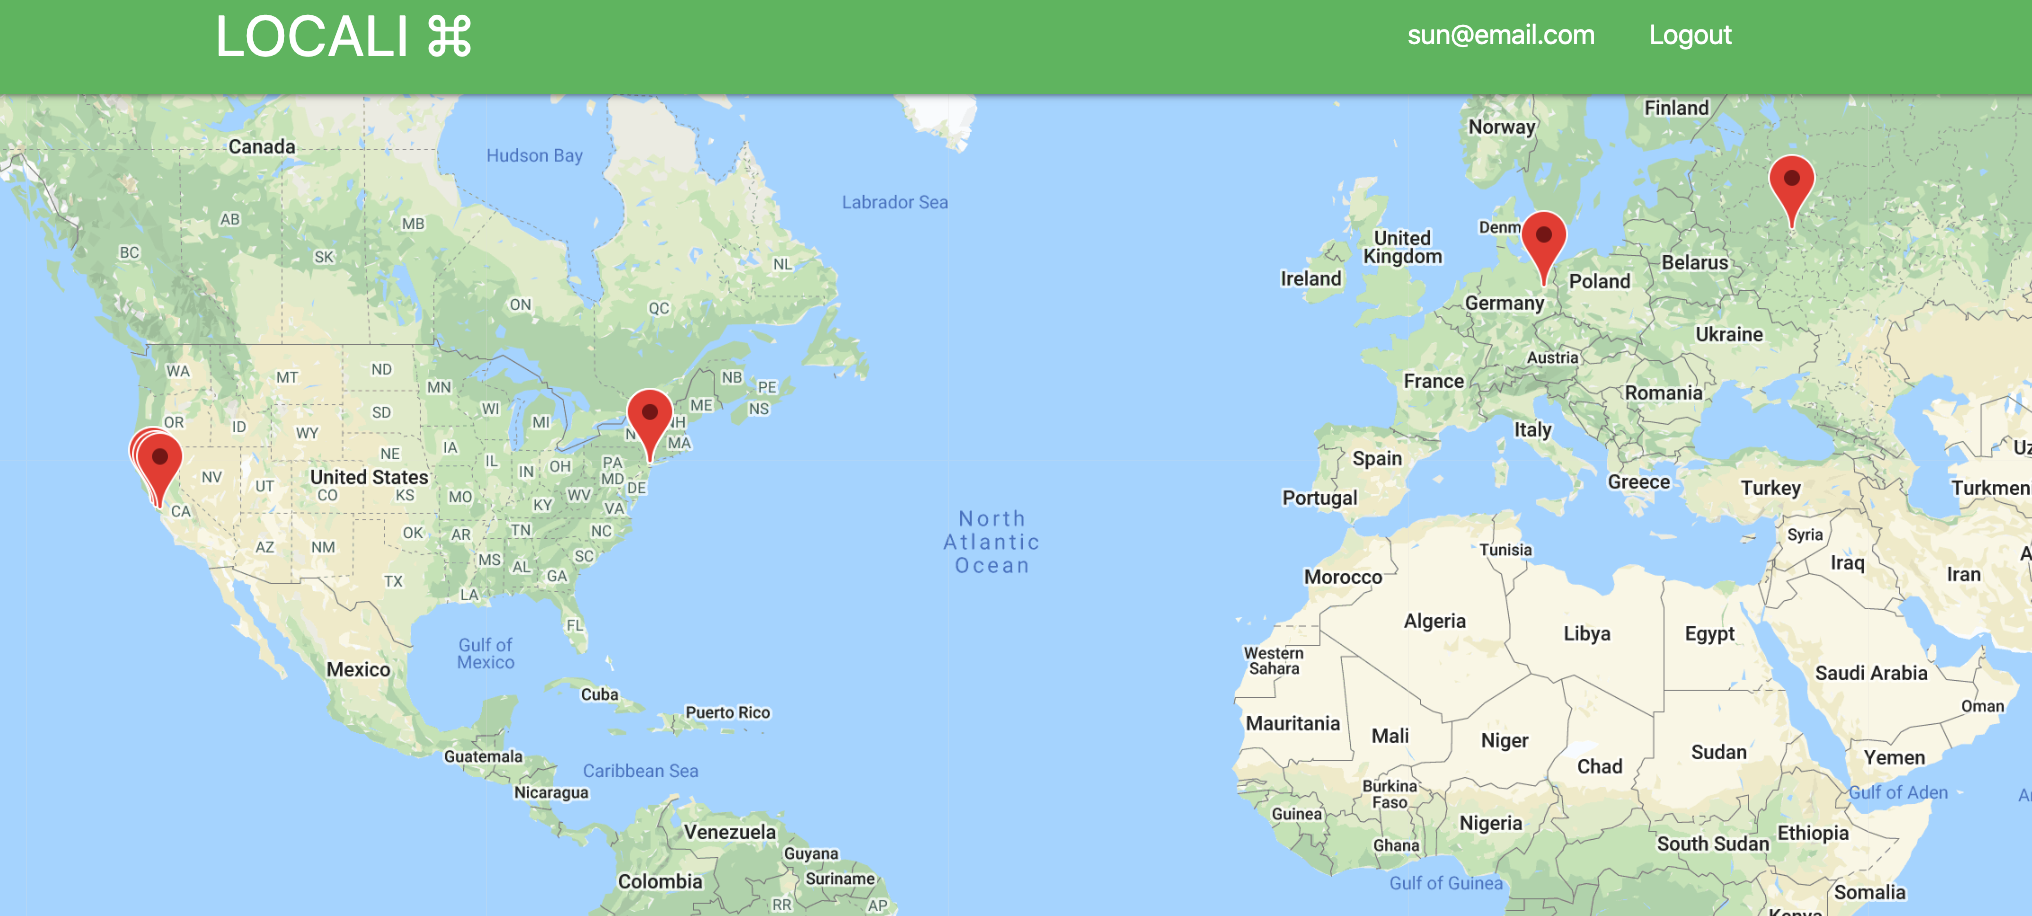 LOCALI ⌘
sun@email.com
Logout
Finland
Norway
Canada
Hudson Bay
Labrador Sea
AB
MB
BC
SK
NL
ON
QC
Denm
United
Kingdom
Ireland
Belarus
Poland
Germany
Ukraine
Austria
France
Romania
Italy
Spain
Portugal
Greece
Turkey
Turkmen
Uz
WA
MT
ND
MN
NB
PE
OR
ID
SD
WI
MI
ME
NS
NH
WY
IA
N
MA
NE
IL
IN
OH
PA
NV
UT
United States
CO
KS
MO
KY
WV
MD
DE
VA
CA
AZ
NM
OK
AR
TN
NC
MS
AL
SC
GA
TX
LA
FL
North
Atlantic
Ocean
Gulf of
Mexico
Mexico
Cuba
Puerto Rico
Guatemala
Caribbean Sea
Nicaragua
Venezuela
Guyana
Suriname
Colombia
RR
AP
Tunisia
Syria
Iraq
Iran
A
Morocco
Algeria
Libya
Egypt
Western
Sahara
Saudi Arabia
Oman
Mauritania
Mali
Niger
Chad
Sudan
Yemen
Gulf of Aden
Ar
Burkina
Faso
Guinea
Ghana
Nigeria
South Sudan
Ethiopia
Gulf of Guinea
Somalia
Kenya